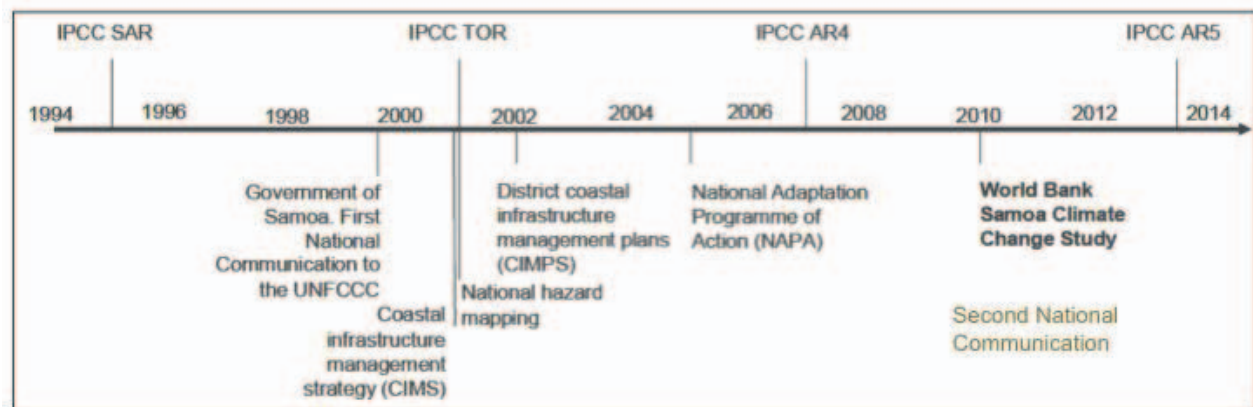 IPCC SAR
IPCC TOR
IPCC AR4
IPCC AR5
1994
1996
1998
2000
2002
2004
2006
2008
2010
2012
2014
Government of
Samoa. First
National
Communication to
the UNFCCC
Coastal
infrastructure
management
strategy (CIMS)
National hazard
mapping
District coastal
infrastructure
management plans
(CIMPS)
National Adaptation
Programme of
Action (NAPA)
World Bank
Samoa Climate
Change Study
Second National
Communication